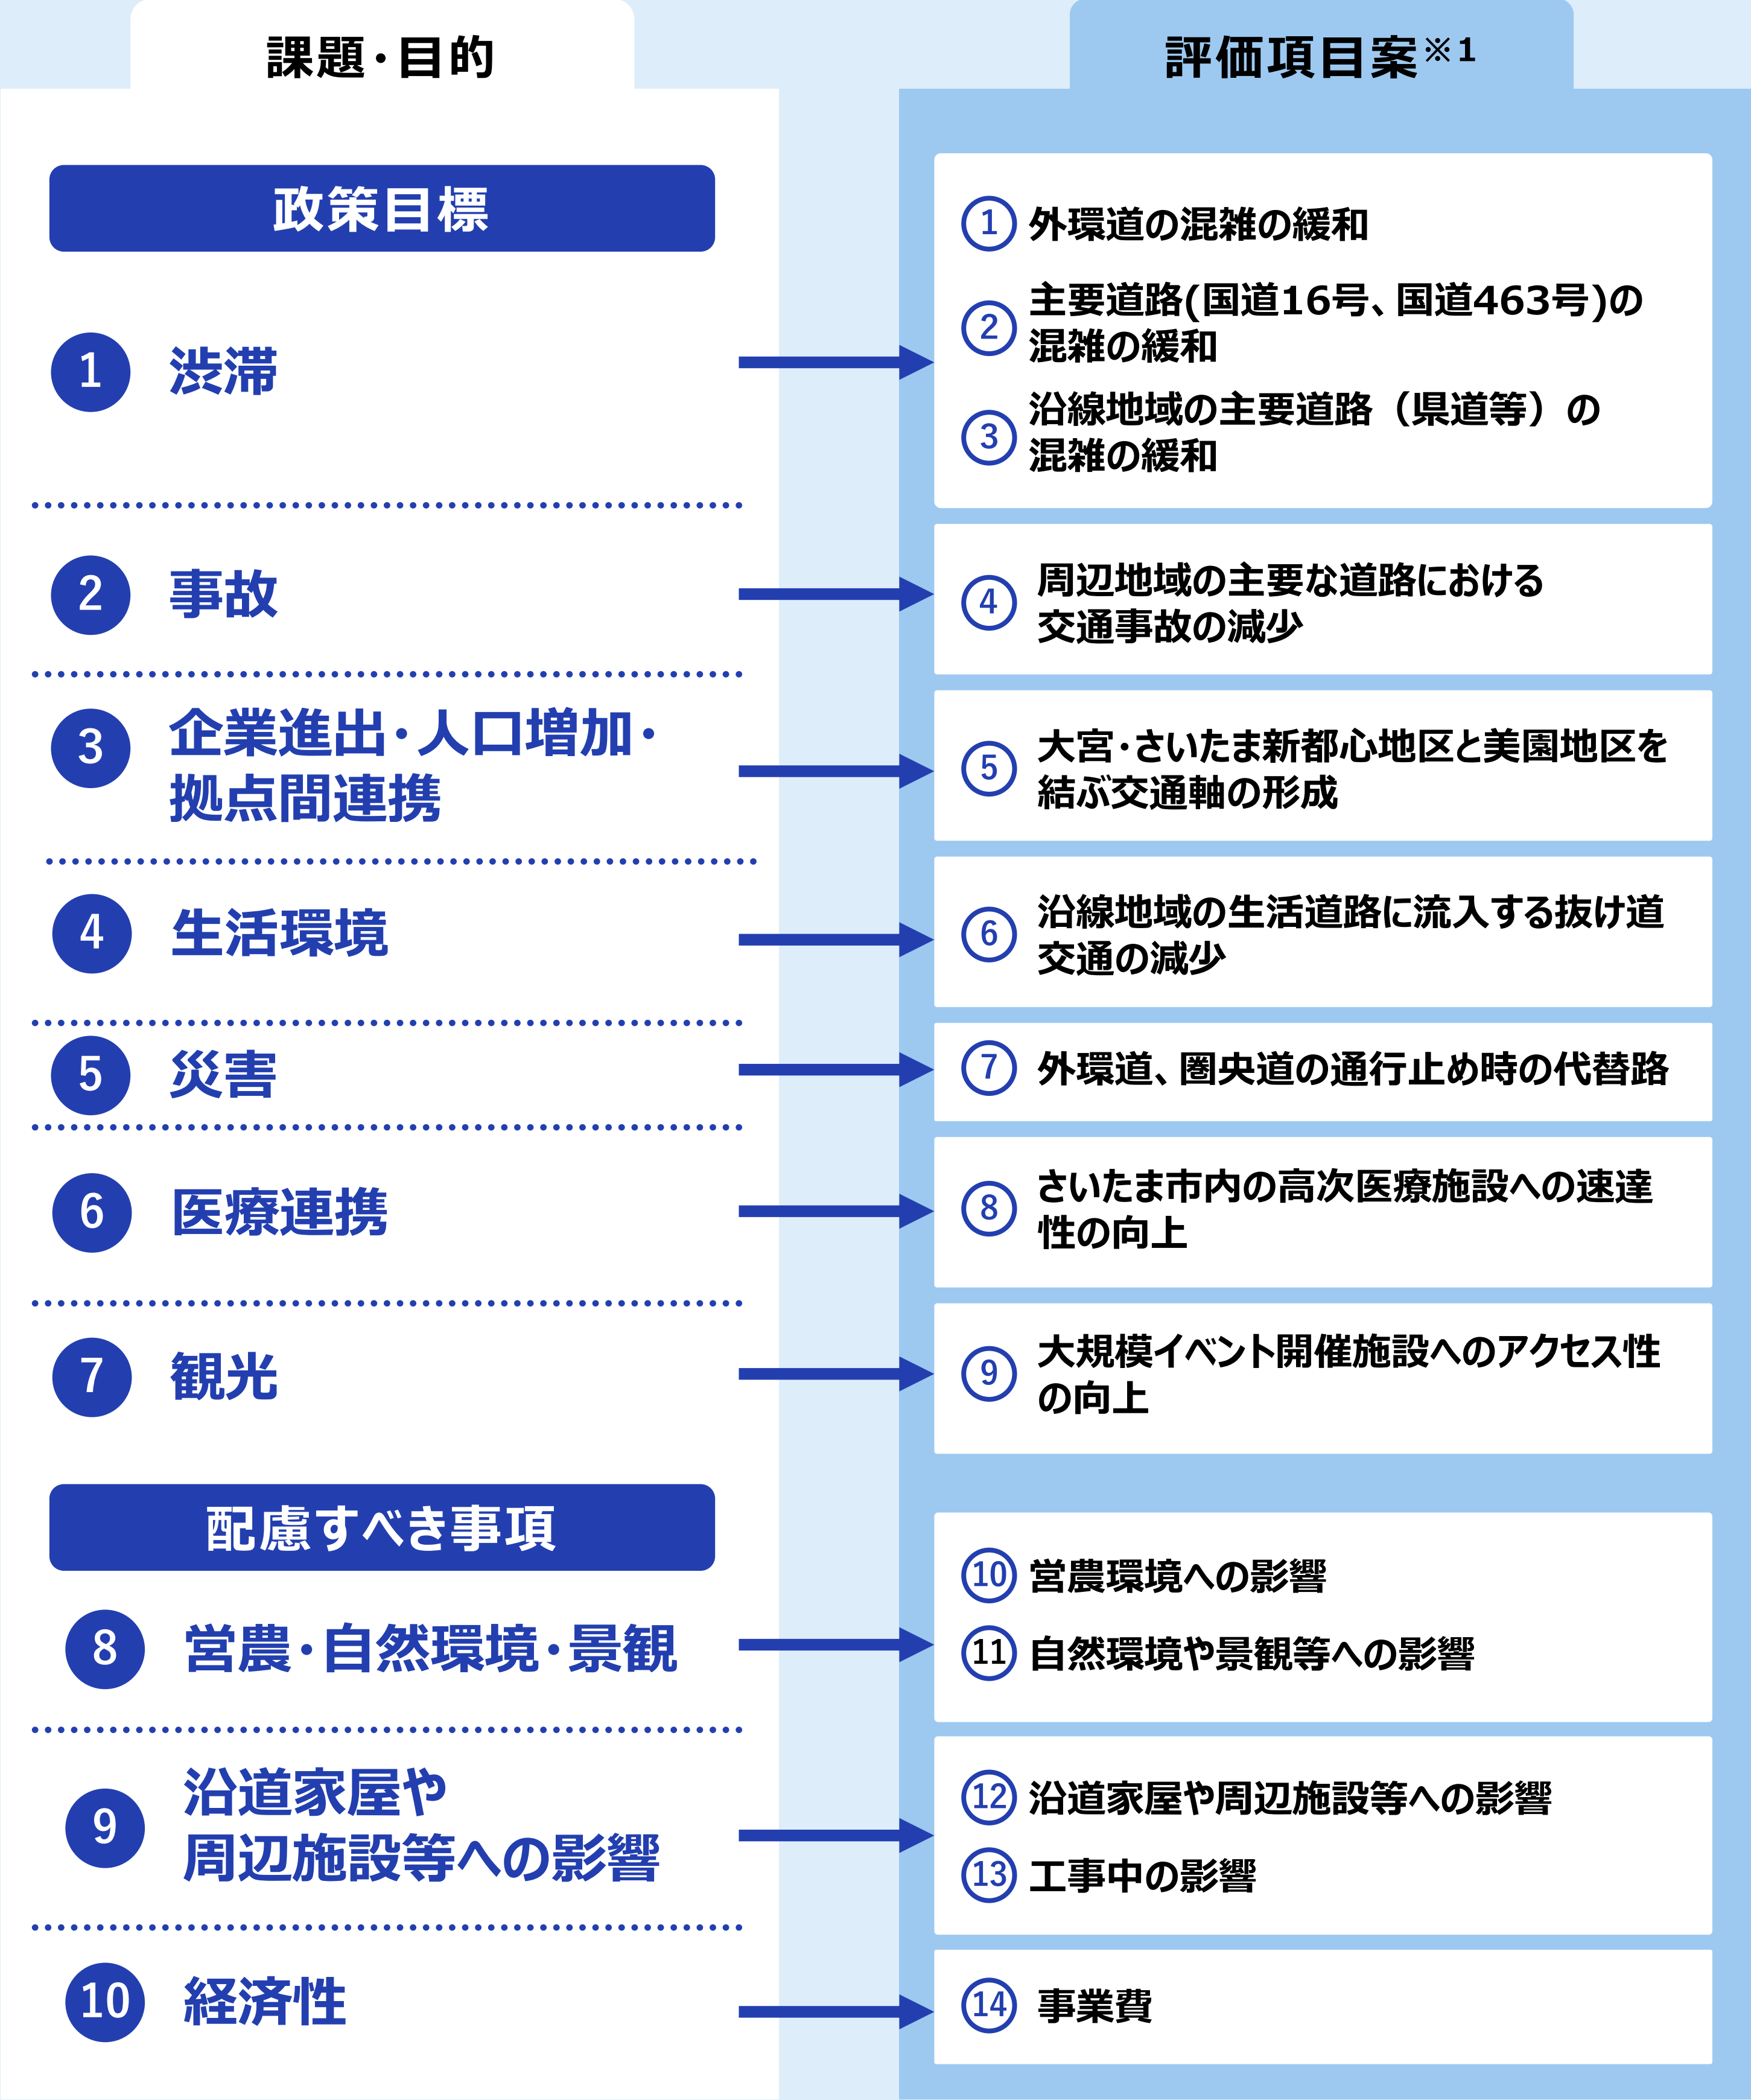 課題・目的
評価項目案※1
政策目標
1 渋滞
① 外環道の混雑の緩和
② 主要道路(国道16号、国道463号)の
混雑の緩和
③ 沿線地域の主要道路（県道等）の
混雑の緩和
2 事故
④ 周辺地域の主要な道路における
交通事故の減少
3 企業進出・人口増加・
拠点間連携
⑤ 大宮・さいたま新都心地区と美園地区を
結ぶ交通軸の形成
4 生活環境
⑥ 沿線地域の生活道路に流入する抜け道
交通の減少
5 災害
⑦ 外環道、圏央道の通行止め時の代替路
6 医療連携
⑧ さいたま市内の高次医療施設への速達
性の向上
7 観光
⑨ 大規模イベント開催施設へのアクセス性
の向上
配慮すべき事項
8 営農・自然環境・景観
⑩ 営農環境への影響
⑪ 自然環境や景観等への影響
9 沿道家屋や
周辺施設等への影響
⑫ 沿道家屋や周辺施設等への影響
⑬ 工事中の影響
10 経済性
⑭ 事業費